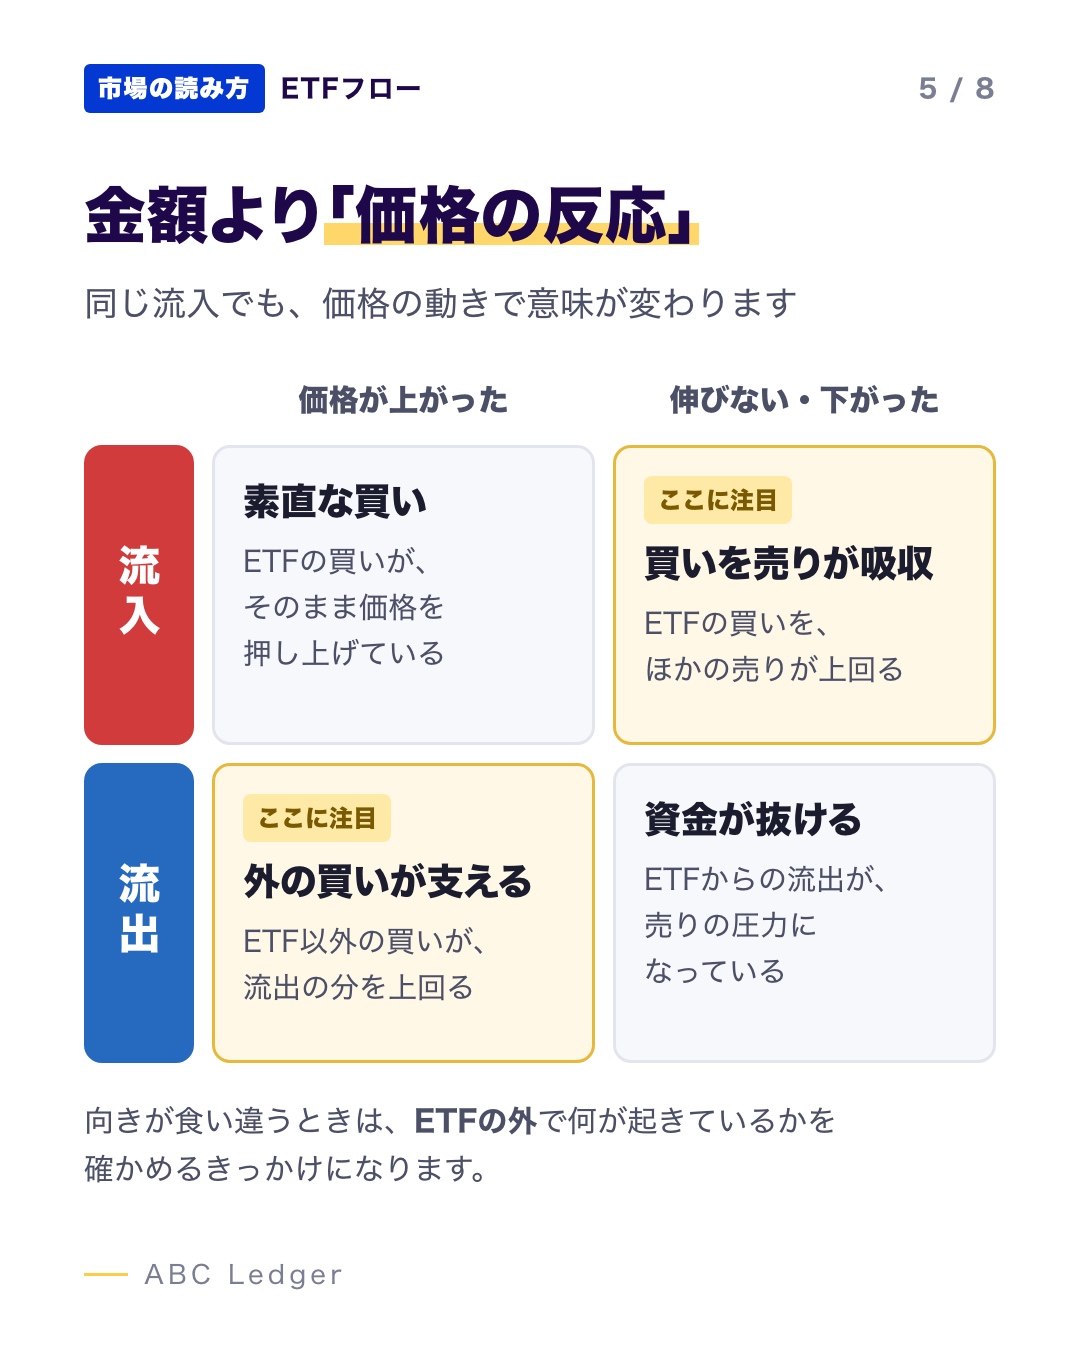 市場の読み方 ETFフロー 5 / 8
金額より「価格の反応」
同じ流入でも、価格の動きで意味が変わります
価格が上がった
伸びない・下がった
流入
素直な買い
ETFの買いが、
そのまま価格を
押し上げている
ここに注目
買いを売りが吸収
ETFの買いを、
ほかの売りが上回る
流出
ここに注目
外の買いが支える
ETF以外の買いが、
流出の分を上回る
資金が抜ける
ETFからの流出が、
売りの圧力に
なっている
向きが食い違うときは、ETFの外で何が起きているかを
確かめるきっかけになります。
ABC Ledger